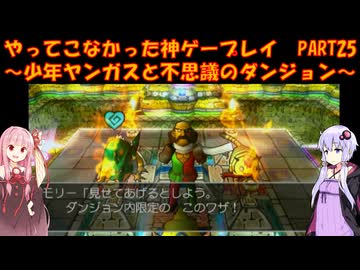 やってこなかった神ゲープレイ　PART25
～少年ヤンガスと不思議のダンジョン～
モリー「見せてあげるとしよう。
ダンジョン内限定の　このワザ！